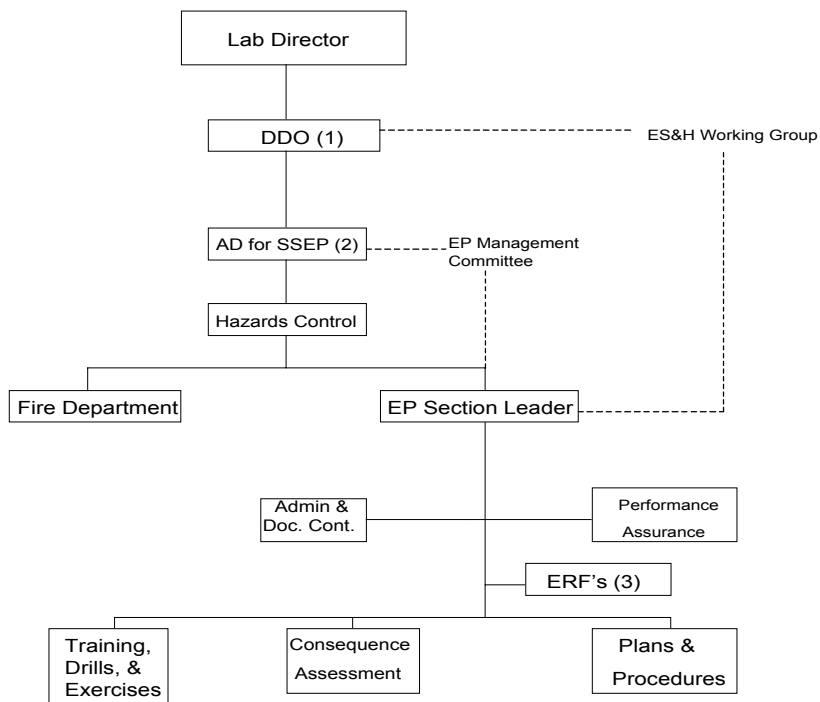 Lab Director
DDO (1)
ES&H Working Group
AD for SSEP (2)
EP Management
Committee
Hazards Control
Fire Department
EP Section Leader
Admin &
Doc. Cont.
Performance
Assurance
ERF's (3)
Training,
Drills, &
Exercises
Consequence
Assessment
Plans &
Procedures